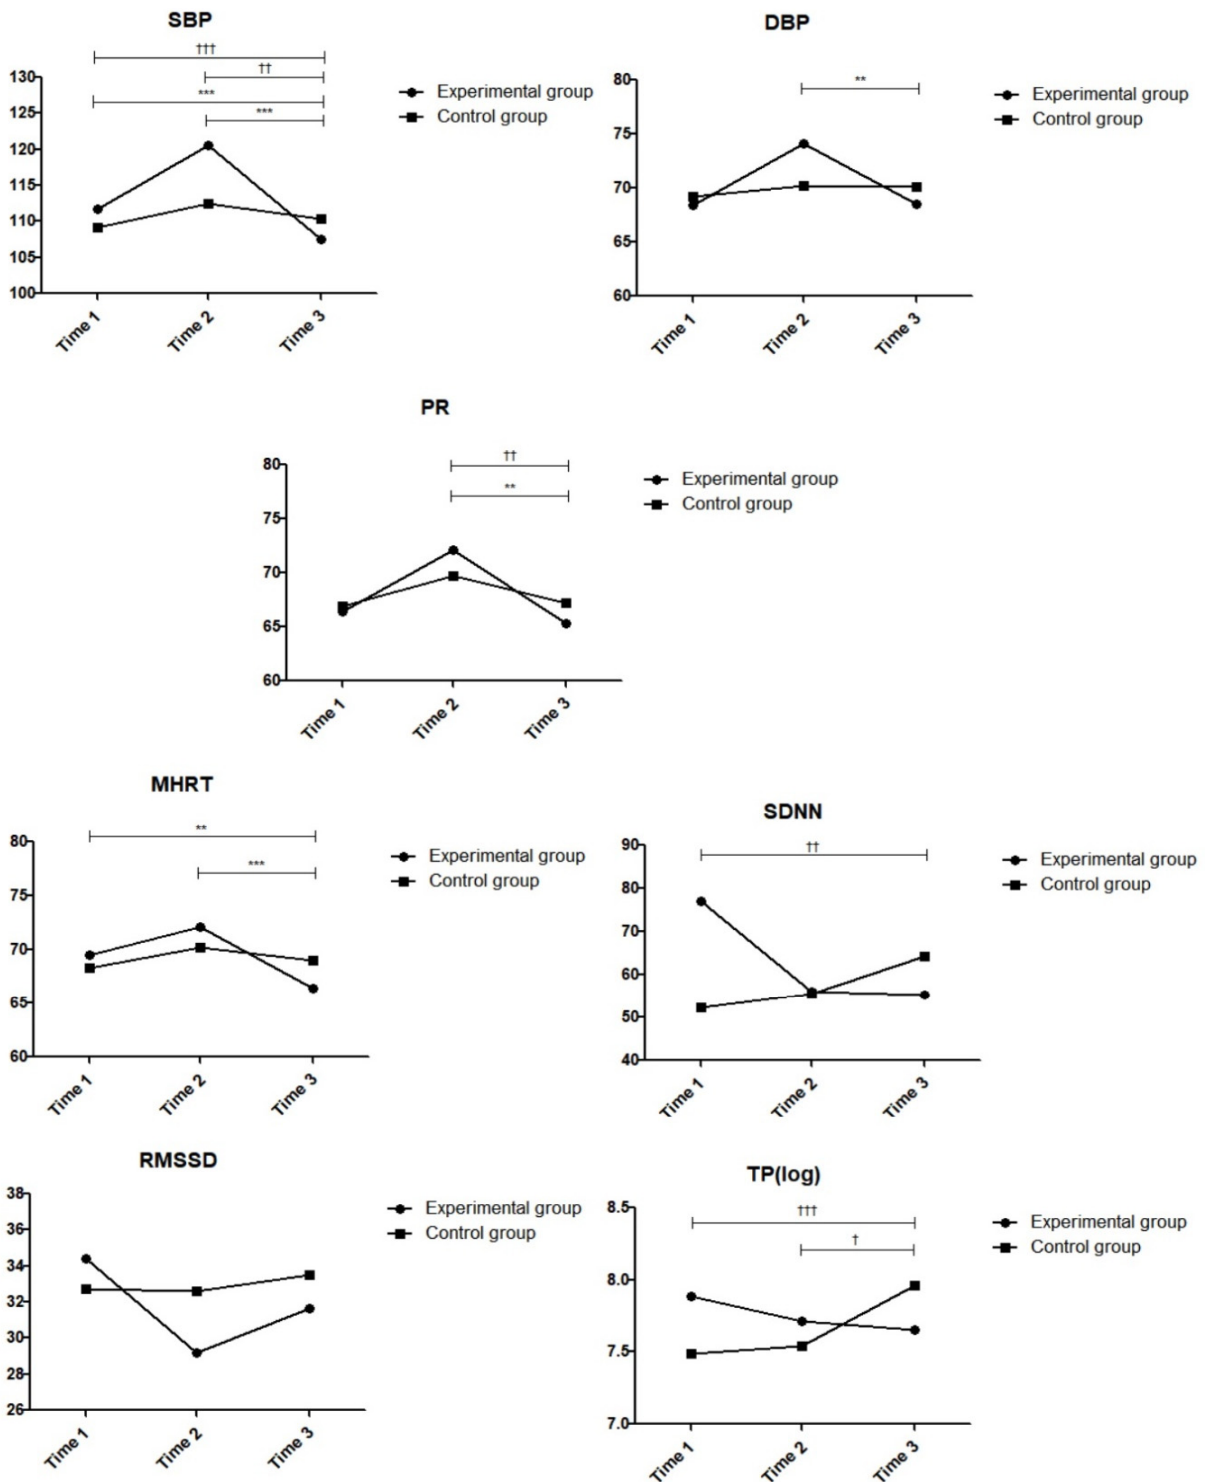 SBP
†††
††
***
***
130
125
120
115
110
105
100
Time 1
Time 2
Time 3
Experimental group
Control group
DBP
**
80
75
70
65
60
Time 1
Time 2
Time 3
Experimental group
Control group
PR
††
**
80
75
70
65
60
Time 1
Time 2
Time 3
Experimental group
Control group
MHRT
**
***
80
75
70
65
60
Time 1
Time 2
Time 3
Experimental group
Control group
SDNN
††
90
80
70
60
50
40
Time 1
Time 2
Time 3
Experimental group
Control group
RMSSD
38
36
34
32
30
28
26
Time 1
Time 2
Time 3
Experimental group
Control group
TP(log)
†††
†
8.5
8.0
7.5
7.0
Time 1
Time 2
Time 3
Experimental group
Control group